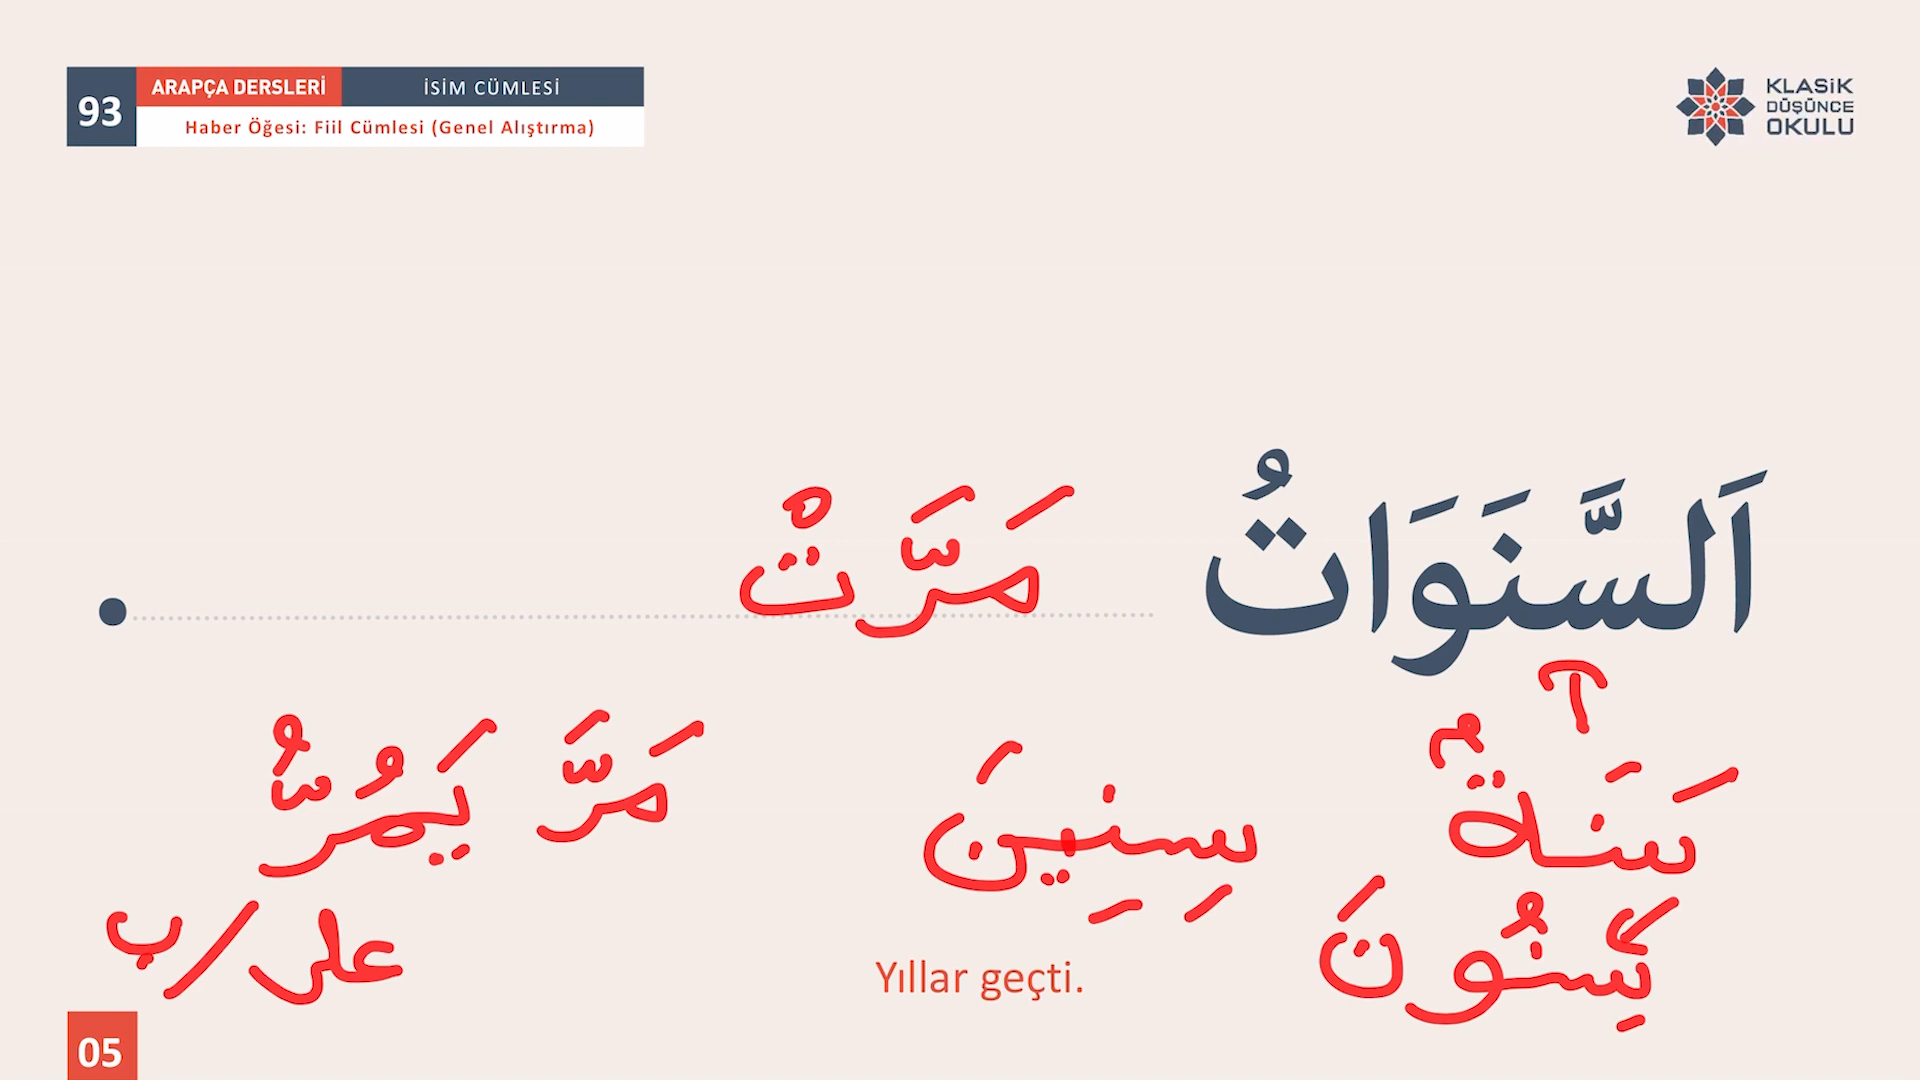 93
ARAPÇA DERSLERİ İSİM CÜMLESİ
Haber Öğesi: Fiil Cümlesi (Genel Alıştırma)
KLASİK
DÜŞÜNCE
OKULU
اَلسَّنَوَاتُ مَرَّتْ .
سَنَةٌ سِنِينَ مَرَّ يَمُرُّ
سِنُونَ على / ب
Yıllar geçti.
05